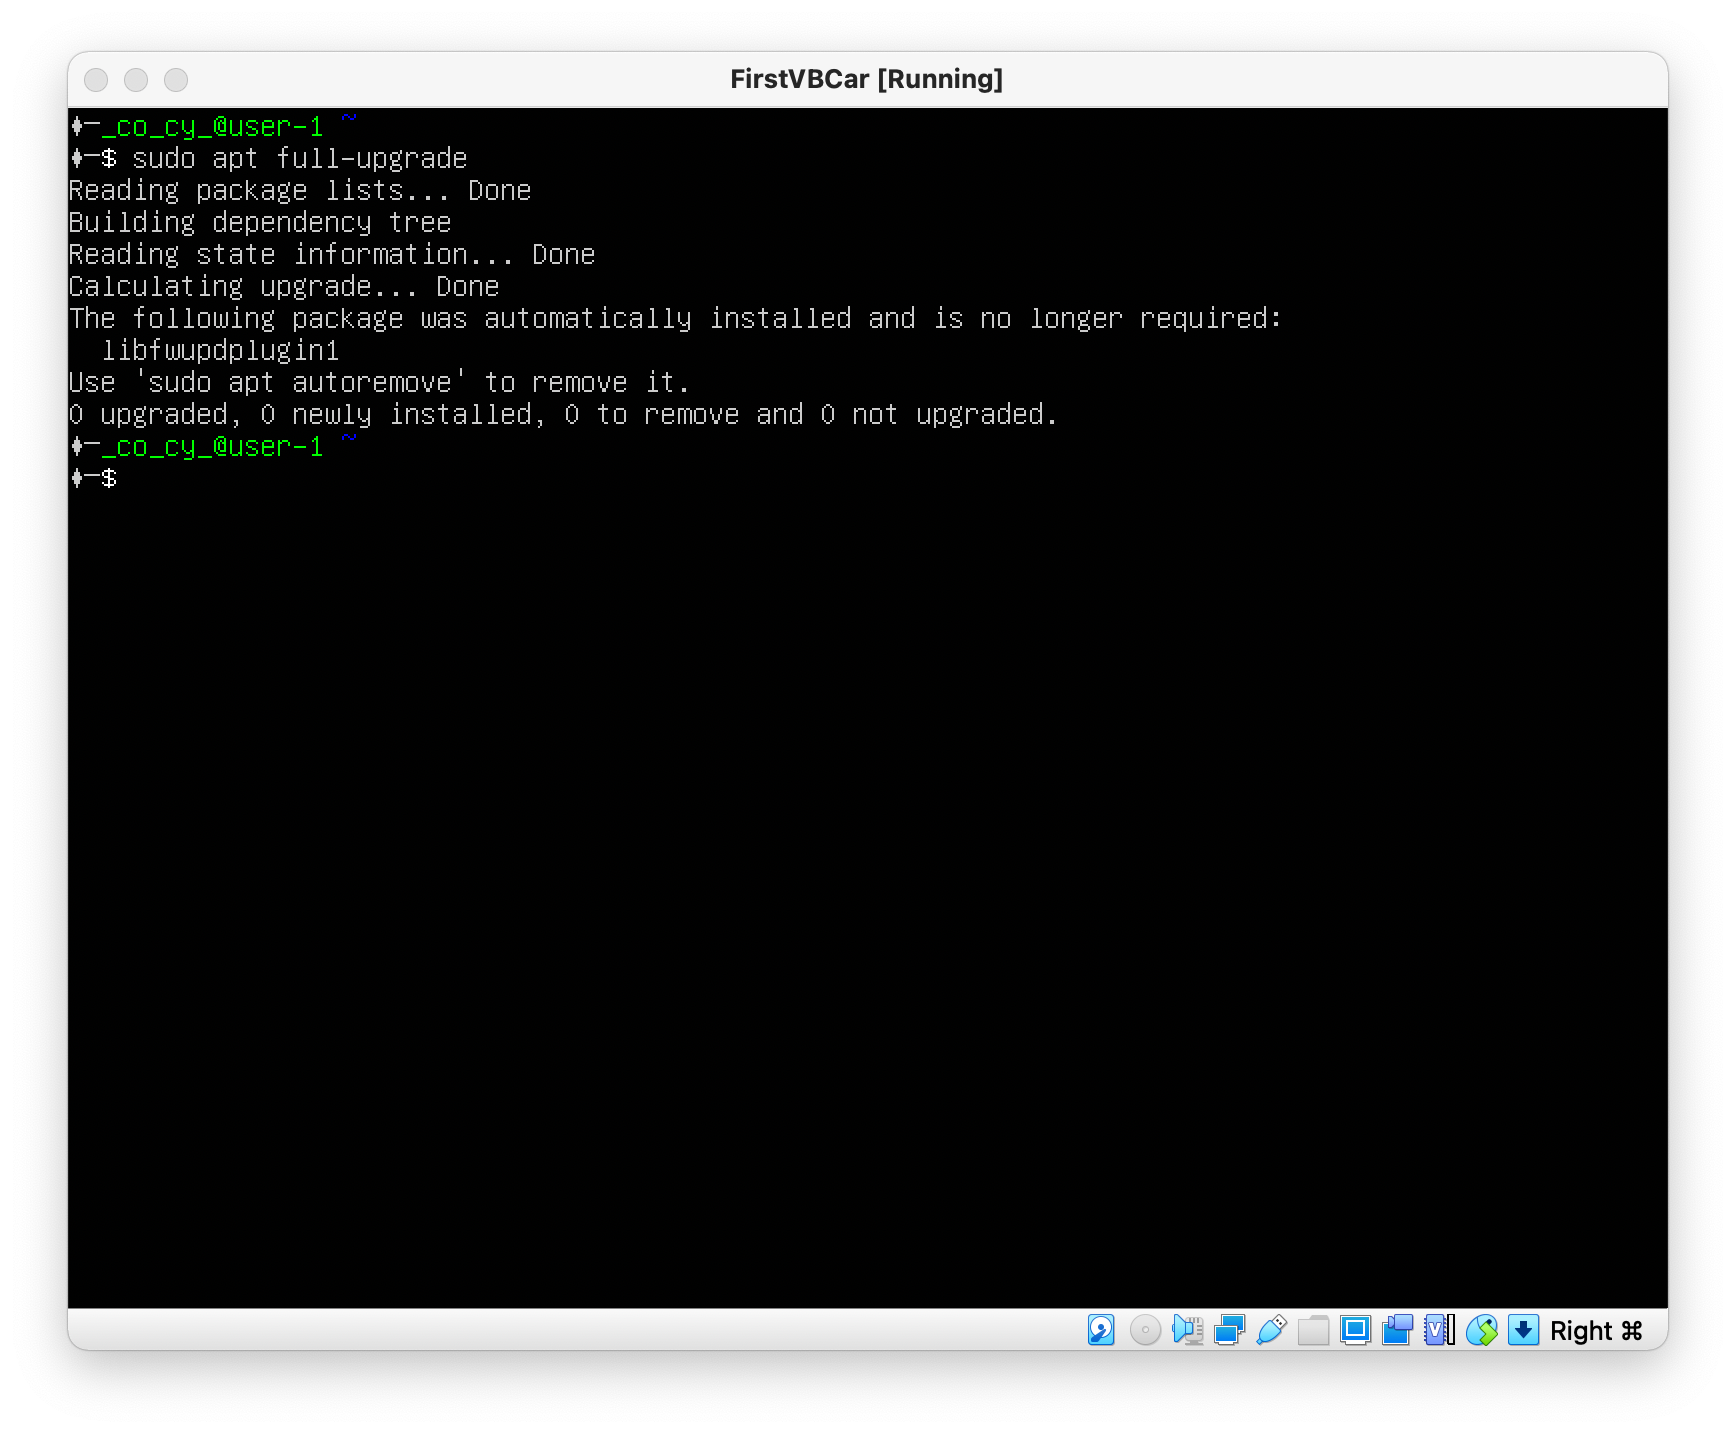 FirstVBCar [Running]
♦─_co_cy_@user-1 ~
♦─$ sudo apt full-upgrade
Reading package lists... Done
Building dependency tree
Reading state information... Done
Calculating upgrade... Done
The following package was automatically installed and is no longer required:
  libfwupdplugin1
Use 'sudo apt autoremove' to remove it.
0 upgraded, 0 newly installed, 0 to remove and 0 not upgraded.
♦─_co_cy_@user-1 ~
♦─$
Right ⌘